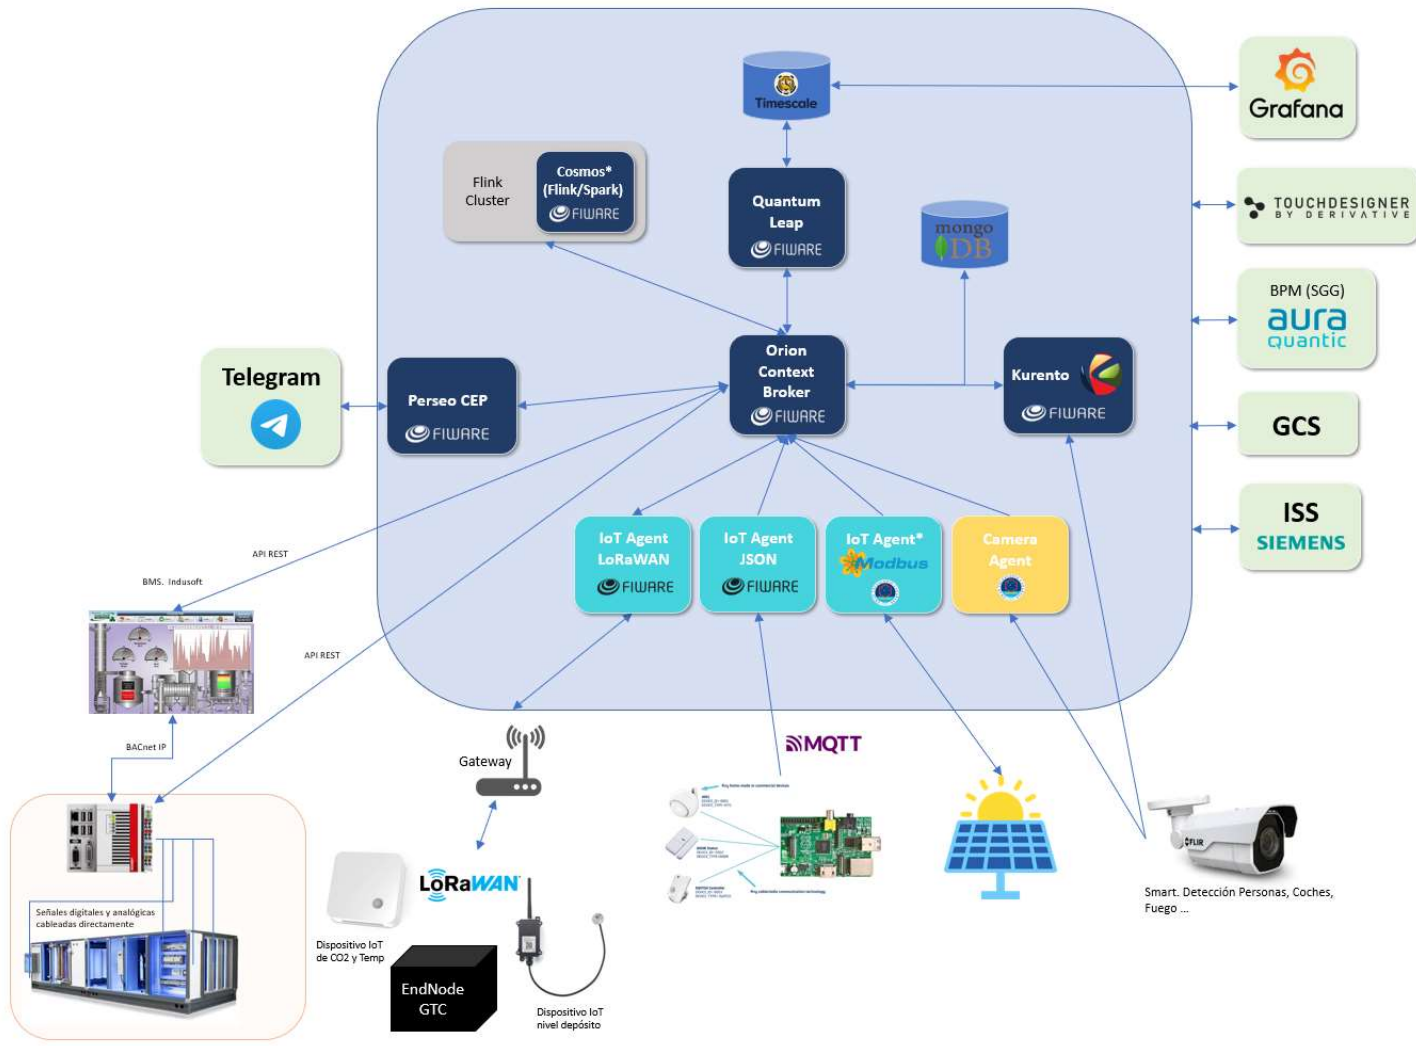 Timescale
Grafana
Flink
Cluster
Cosmos*
(Flink/Spark)
FIWARE
Quantum
Leap
FIWARE
mongo
DB
TOUCHDESIGNER
BY DERIVATIVE
BPM (SGG)
aura
quantic
Telegram
Perseo CEP
FIWARE
Orion
Context
Broker
FIWARE
Kurento
FIWARE
GCS
ISS
SIEMENS
IoT Agent
LoRaWAN
FIWARE
IoT Agent
JSON
FIWARE
IoT Agent*
Modbus
Camera
Agent
API REST
BMS. Indusoft
API REST
BACnet IP
Gateway
MQTT
LoRaWAN
Señales digitales y analógicas
cableadas directamente
Dispositivo IoT
de CO2 y Temp
EndNode
GTC
Dispositivo IoT
nivel depósito
FLIR
Smart. Detección Personas, Coches,
Fuego ...